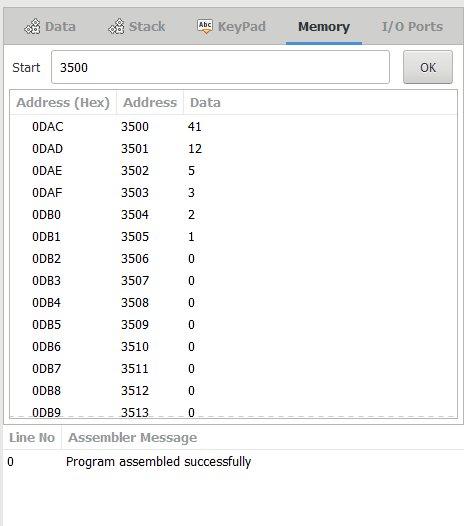 Data Stack Abc KeyPad Memory I/O Ports
Start 3500 OK
Address (Hex) Address Data
0DAC 3500 41
0DAD 3501 12
0DAE 3502 5
0DAF 3503 3
0DB0 3504 2
0DB1 3505 1
0DB2 3506 0
0DB3 3507 0
0DB4 3508 0
0DB5 3509 0
0DB6 3510 0
0DB7 3511 0
0DB8 3512 0
0DB9 3513 0
Line No Assembler Message
0 Program assembled successfully